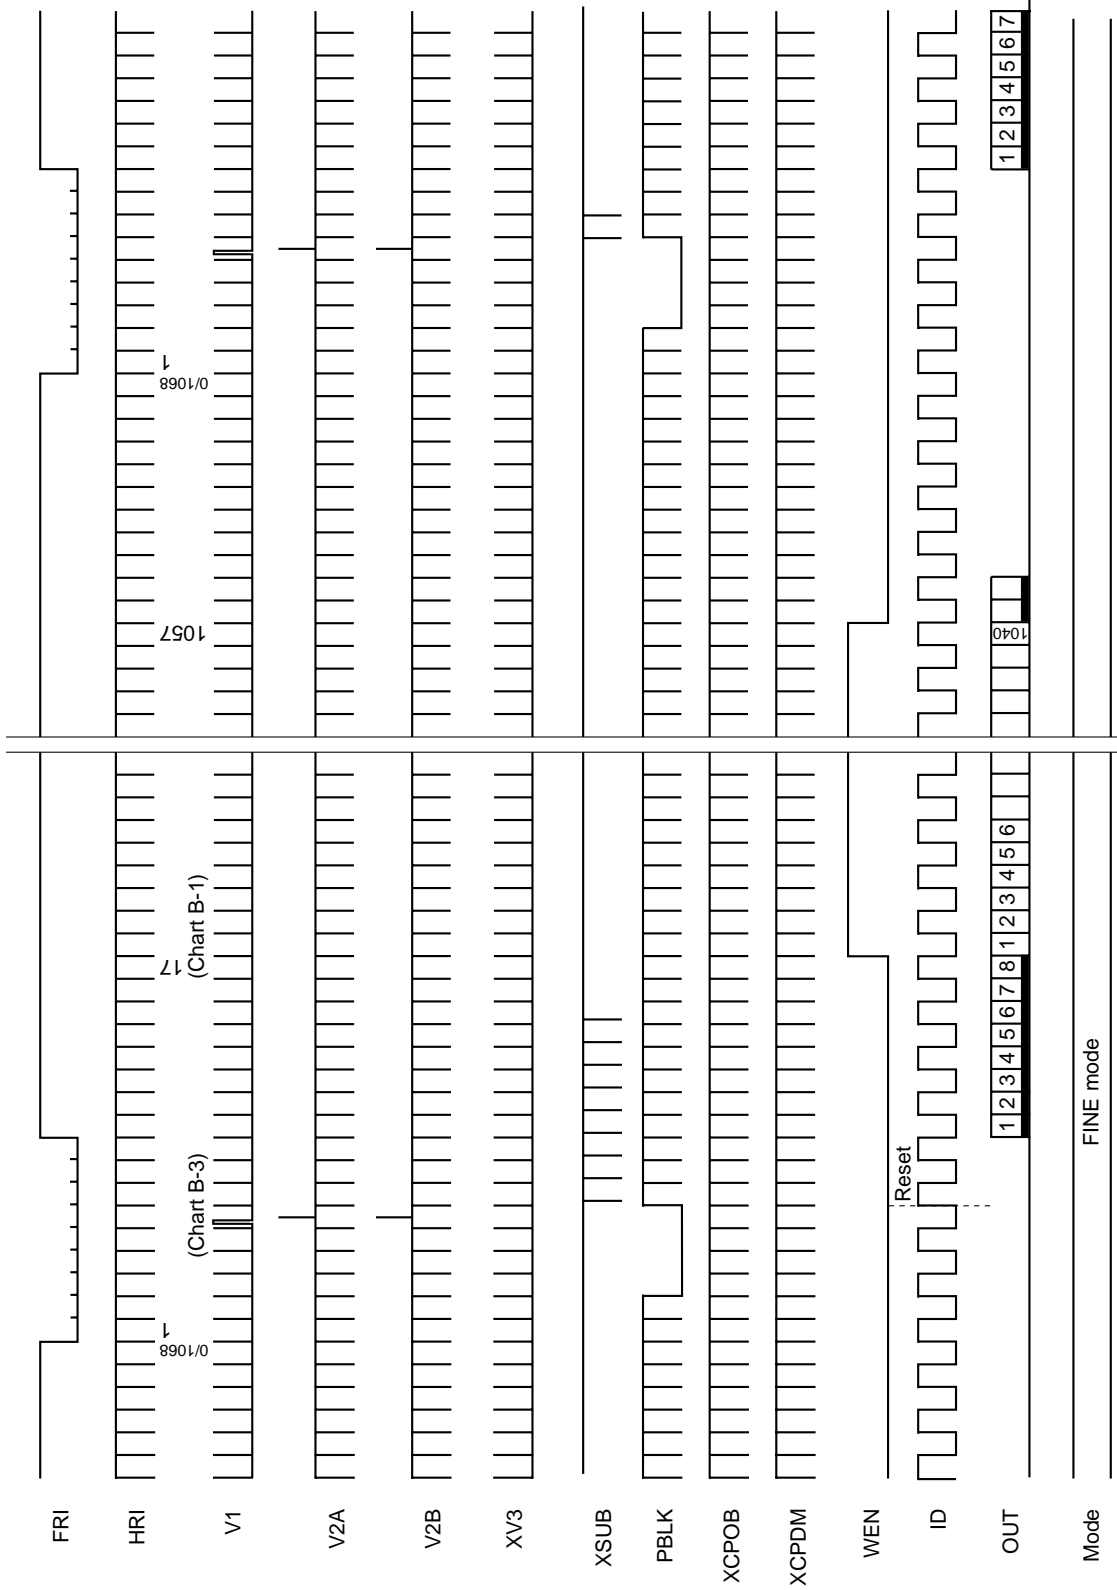 FRI
HRI
0/1068 1 17 1057 0/1068 1
(Chart B-3) (Chart B-1)
V1
V2A
V2B
XV3
XSUB
PBLK
XCPOB
XCPDM
WEN
Reset
ID
OUT 1 2 3 4 5 6 7 8 1 2 3 4 5 6 1040 1 2 3 4 5 6 7
Mode FINE mode